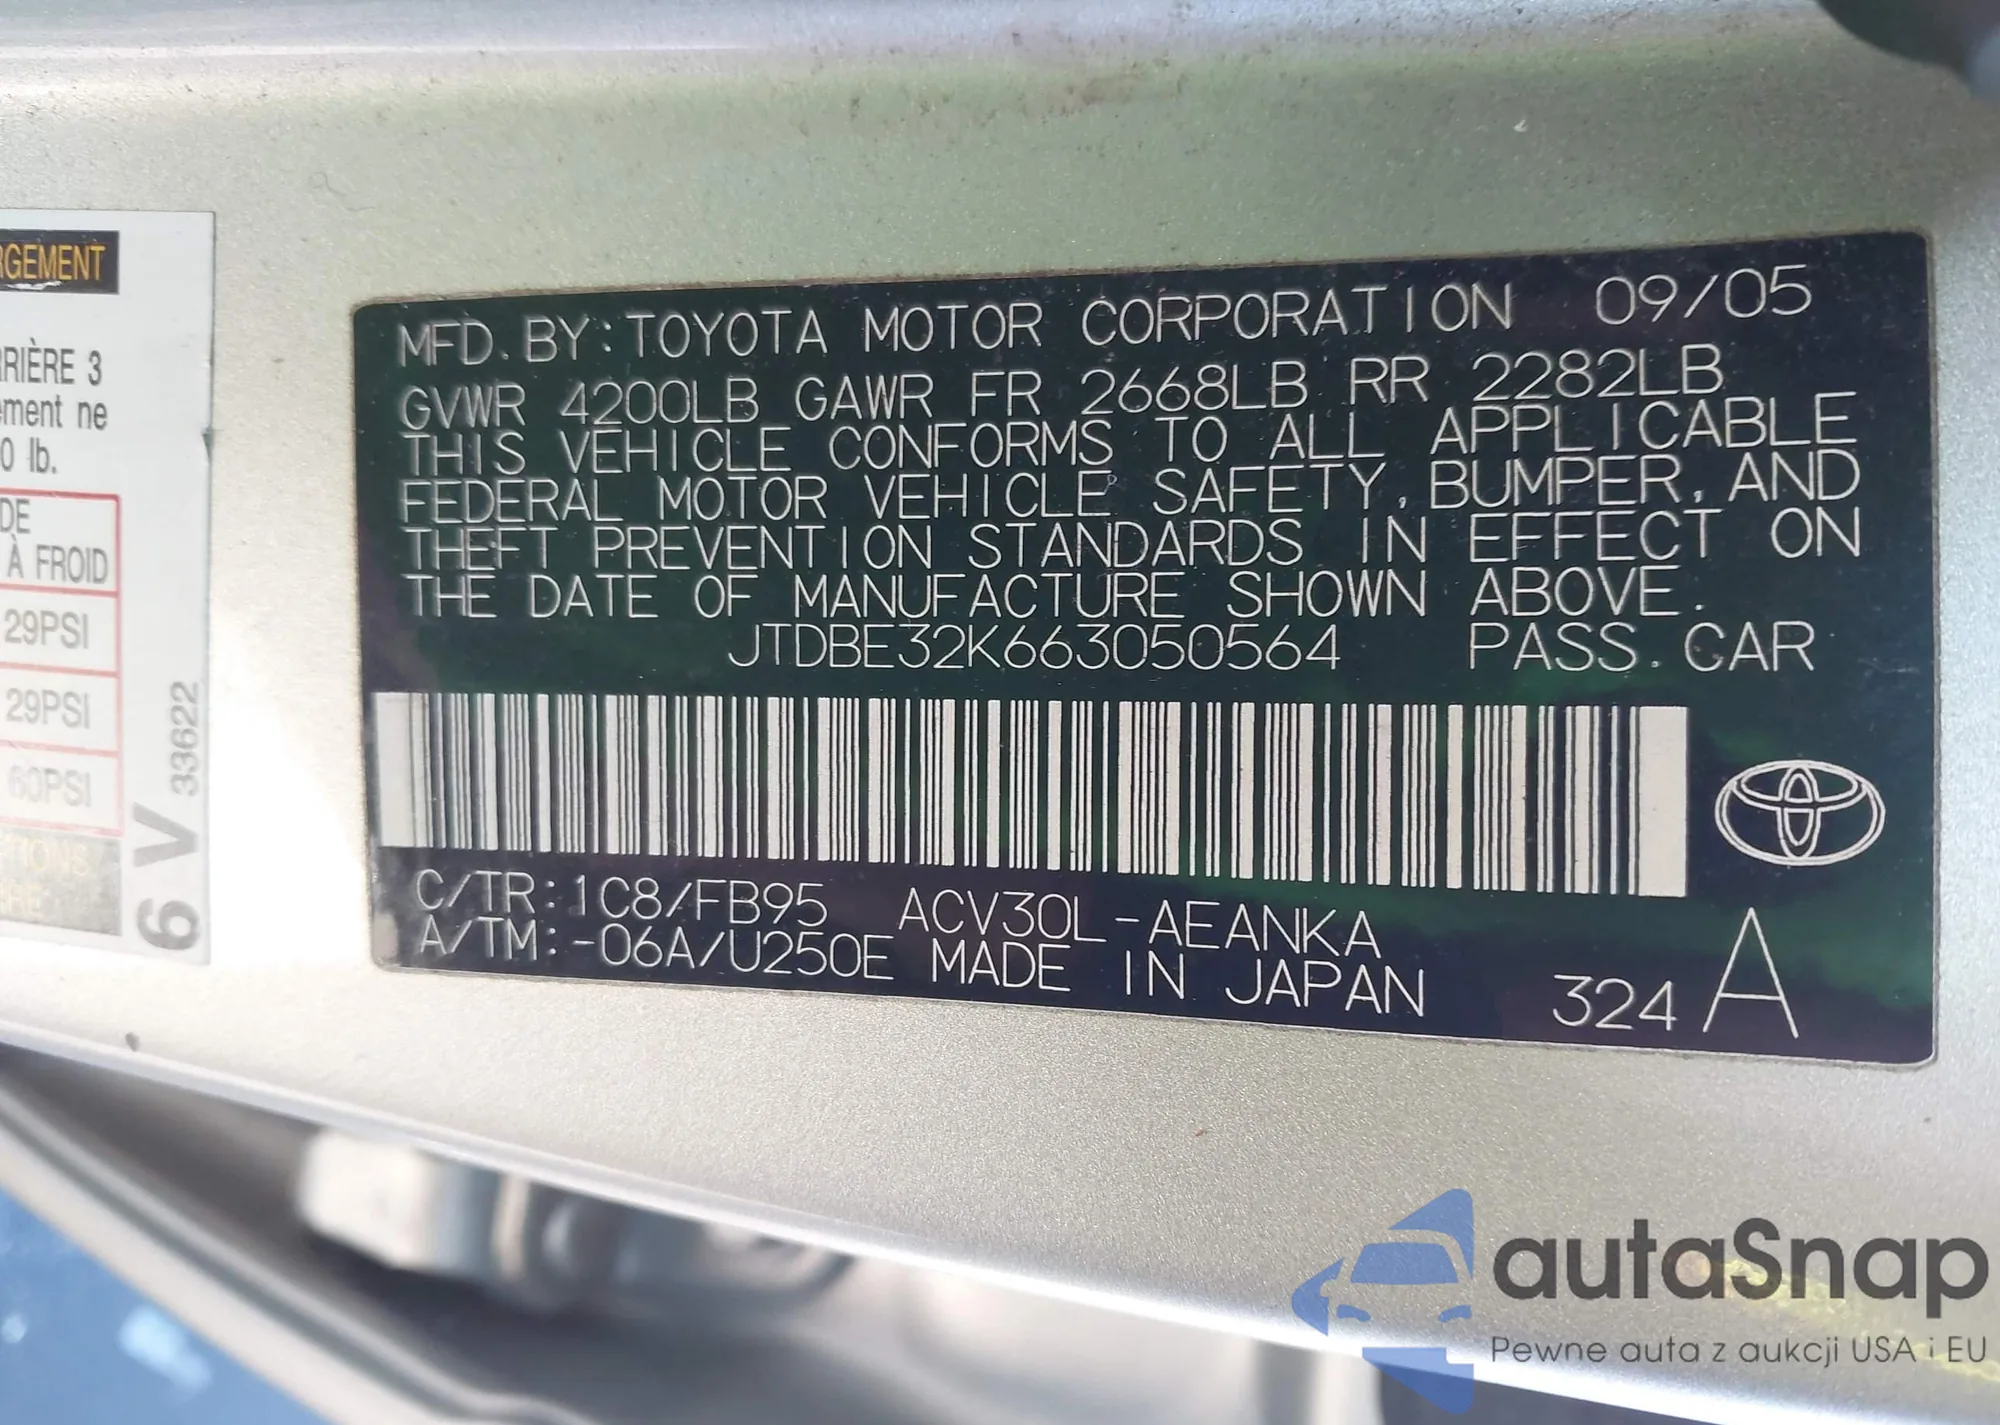 RGEMENT
RRIÈRE 3
ement ne
0 lb.
DE
À FROID
29PSI
29PSI
60PSI
6 V 33622
MFD. BY: TOYOTA MOTOR CORPORATION 09/05
GVWR 4200LB GAWR FR 2668LB RR 2282LB
THIS VEHICLE CONFORMS TO ALL APPLICABLE
FEDERAL MOTOR VEHICLE SAFETY, BUMPER, AND
THEFT PREVENTION STANDARDS IN EFFECT ON
THE DATE OF MANUFACTURE SHOWN ABOVE.
JTDBE32K663050564 PASS. CAR
C/TR: 1C8/FB95 ACV30L-AEANKA
A/TM: -06A/U250E MADE IN JAPAN 324 A
autaSnap
Pewne auta z aukcji USA i EU